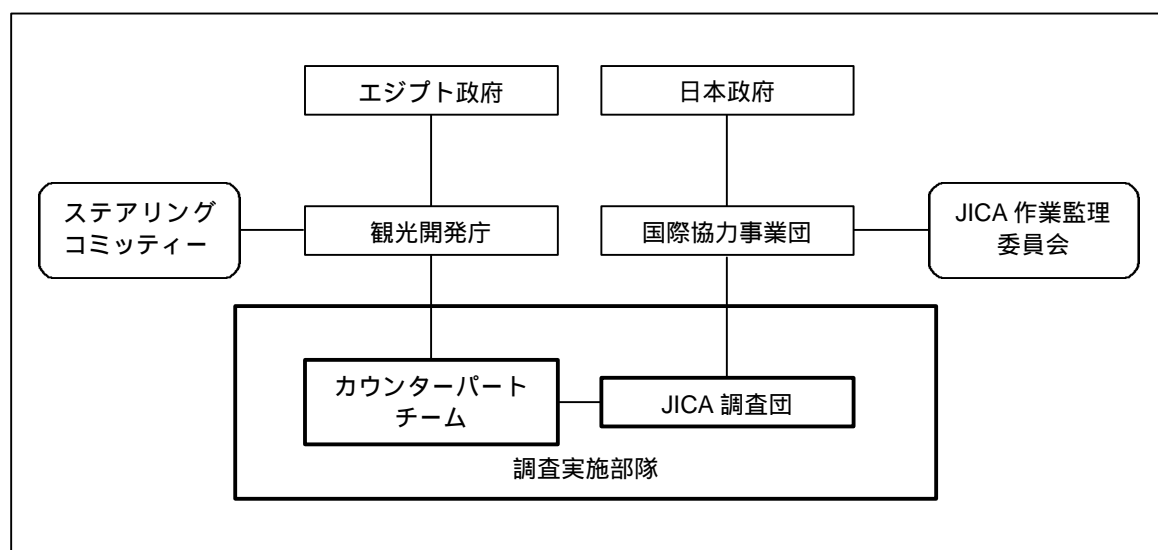 エジプト政府
日本政府
ステアリング
コミッティー
観光開発庁
国際協力事業団
JICA 作業監理
委員会
カウンターパート
チーム
JICA 調査団
調査実施部隊